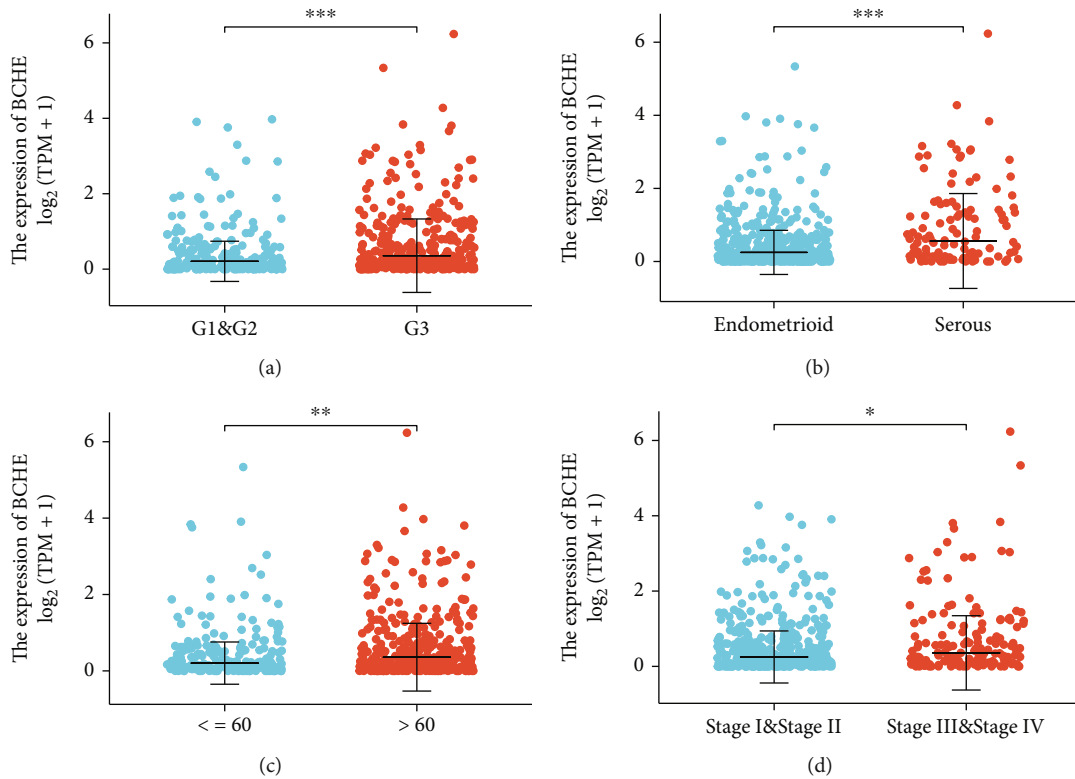 The expression of BCHE
log₂ (TPM + 1)
6
4
2
0
***
G1&G2
G3
(a)
The expression of BCHE
log₂ (TPM + 1)
6
4
2
0
***
Endometrioid
Serous
(b)
The expression of BCHE
log₂ (TPM + 1)
6
4
2
0
**
< = 60
> 60
(c)
The expression of BCHE
log₂ (TPM + 1)
6
4
2
0
*
Stage I&Stage II
Stage III&Stage IV
(d)